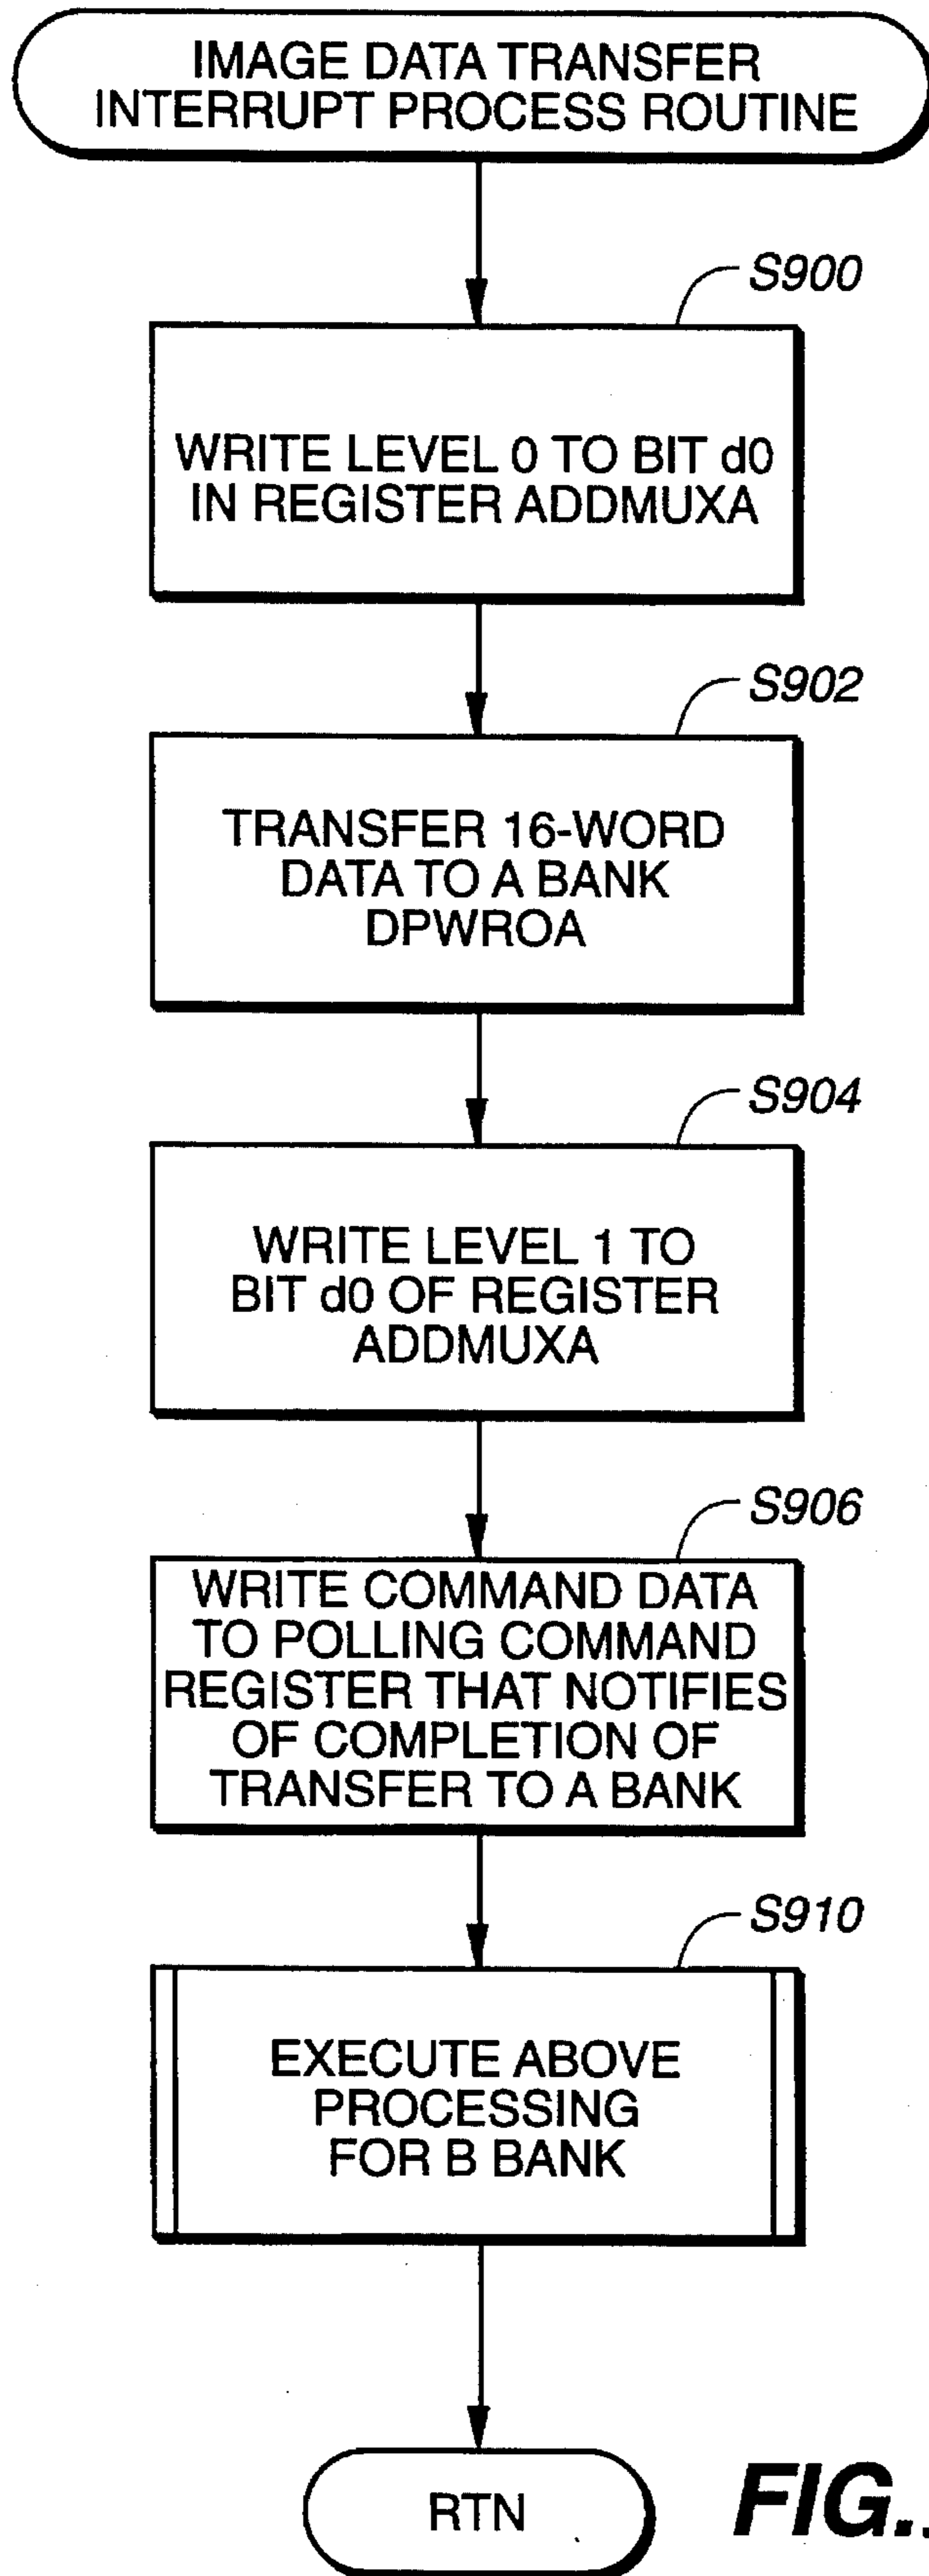 IMAGE DATA TRANSFER
INTERRUPT PROCESS ROUTINE
S900
WRITE LEVEL 0 TO BIT d0
IN REGISTER ADDMUXA
S902
TRANSFER 16-WORD
DATA TO A BANK
DPWROA
S904
WRITE LEVEL 1 TO
BIT d0 OF REGISTER
ADDMUXA
S906
WRITE COMMAND DATA
TO POLLING COMMAND
REGISTER THAT NOTIFIES
OF COMPLETION OF
TRANSFER TO A BANK
S910
EXECUTE ABOVE
PROCESSING
FOR B BANK
RTN
FIG..